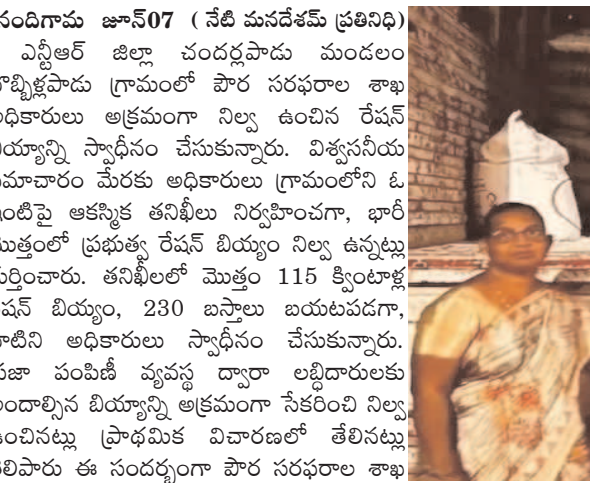 నందిగామ జూన్07 ( నేటి మనదేశమ్ ప్రతినిధి)
ఎన్టీఆర్ జిల్లా చందర్లపాడు మండలం
గ్రామంలో పౌర సరఫరాల శాఖ
అధికారులు అక్రమంగా నిల్వ ఉంచిన రేషన్
బియ్యాన్ని స్వాధీనం చేసుకున్నారు. విశ్వసనీయ
సమాచారం మేరకు అధికారులు గ్రామంలోని ఓ
ఇంటిపై ఆకస్మిక తనిఖీలు నిర్వహించగా, భారీ
మొత్తంలో ప్రభుత్వ రేషన్ బియ్యం నిల్వ ఉన్నట్లు
గుర్తించారు. తనిఖీలలో మొత్తం 115 క్వింటాళ్ల
రేషన్ బియ్యం, 230 బస్తాలు బయటపడగా,
వాటిని అధికారులు స్వాధీనం చేసుకున్నారు.
ప్రజా పంపిణీ వ్యవస్థ ద్వారా లబ్ధిదారులకు
అందాల్సిన బియ్యాన్ని అక్రమంగా సేకరించి నిల్వ
ఉంచినట్లు ప్రాథమిక విచారణలో తేలినట్లు
తెలిపారు ఈ సందర్భంగా పౌర సరఫరాల శాఖ